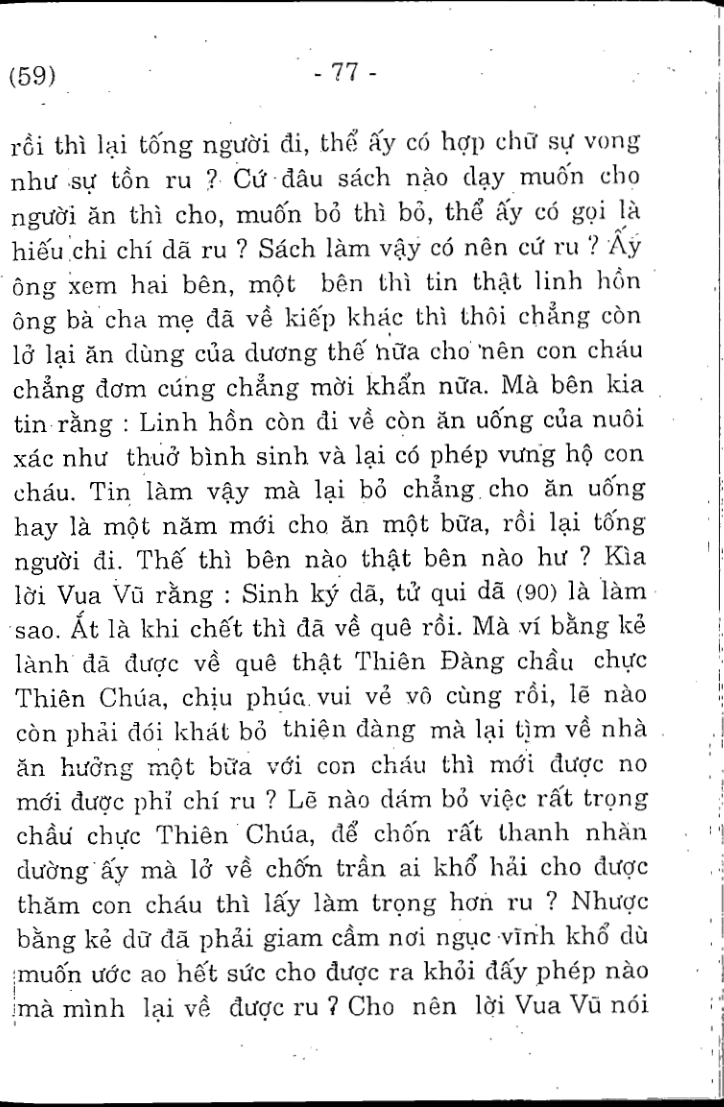 (59) - 77 -
rồi thì lại tống người đi, thể ấy có hợp chữ sự vong
như sự tồn ru ? Cứ đâu sách nào dạy muốn cho
người ăn thì cho, muốn bỏ thì bỏ, thể ấy có gọi là
hiếu chi chí dã ru ? Sách làm vậy có nên cứ ru ? Ấy
ông xem hai bên, một bên thì tin thật linh hồn
ông bà cha mẹ đã về kiếp khác thì thôi chẳng còn
lở lại ăn dùng của dương thế nữa cho nên con cháu
chẳng đơm cúng chẳng mời khẩn nữa. Mà bên kia
tin rằng : Linh hồn còn đi về còn ăn uống của nuôi
xác như thuở bình sinh và lại có phép vưng hộ con
cháu. Tin làm vậy mà lại bỏ chẳng cho ăn uống
hay là một năm mới cho ăn một bữa, rồi lại tống
người đi. Thế thì bên nào thật bên nào hư ? Kìa
lời Vua Vũ rằng : Sinh ký dã, tử qui dã (90) là làm
sao. Ắt là khi chết thì đã về quê rồi. Mà ví bằng kẻ
lành đã được về quê thật Thiên Đàng chầu chực
Thiên Chúa, chịu phúc vui vẻ vô cùng rồi, lẽ nào
còn phải đói khát bỏ thiên đàng mà lại tìm về nhà
ăn hưởng một bữa với con cháu thì mới được no
mới được phỉ chí ru ? Lẽ nào dám bỏ việc rất trọng
chầu chực Thiên Chúa, để chốn rất thanh nhàn
dường ấy mà lở về chốn trần ai khổ hải cho được
thăm con cháu thì lấy làm trọng hơn ru ? Nhược
bằng kẻ dữ đã phải giam cầm nơi ngục vĩnh khổ dù
muốn ước ao hết sức cho được ra khỏi đấy phép nào
mà mình lại về được ru ? Cho nên lời Vua Vũ nói